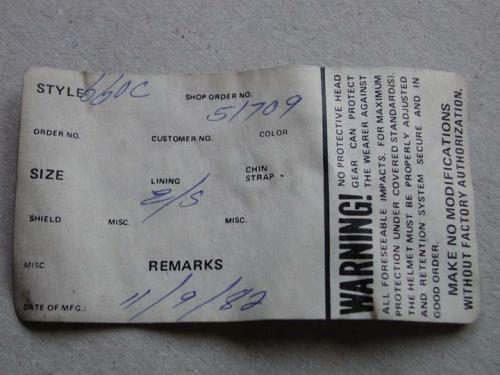 STYLE 660C SHOP ORDER NO. 51709
ORDER NO. CUSTOMER NO. COLOR
SIZE LINING E/S CHIN STRAP
SHIELD MISC. MISC.
MISC REMARKS
DATE OF MFG.: 11/9/82
WARNING! NO PROTECTIVE HEAD
GEAR CAN PROTECT
THE WEARER AGAINST
ALL FORESEEABLE IMPACTS. FOR MAXIMUM
PROTECTION UNDER COVERED STANDARD(S),
THE HELMET MUST BE PROPERLY ADJUSTED
AND RETENTION SYSTEM SECURE AND IN
GOOD ORDER.
MAKE NO MODIFICATIONS
WITHOUT FACTORY AUTHORIZATION.